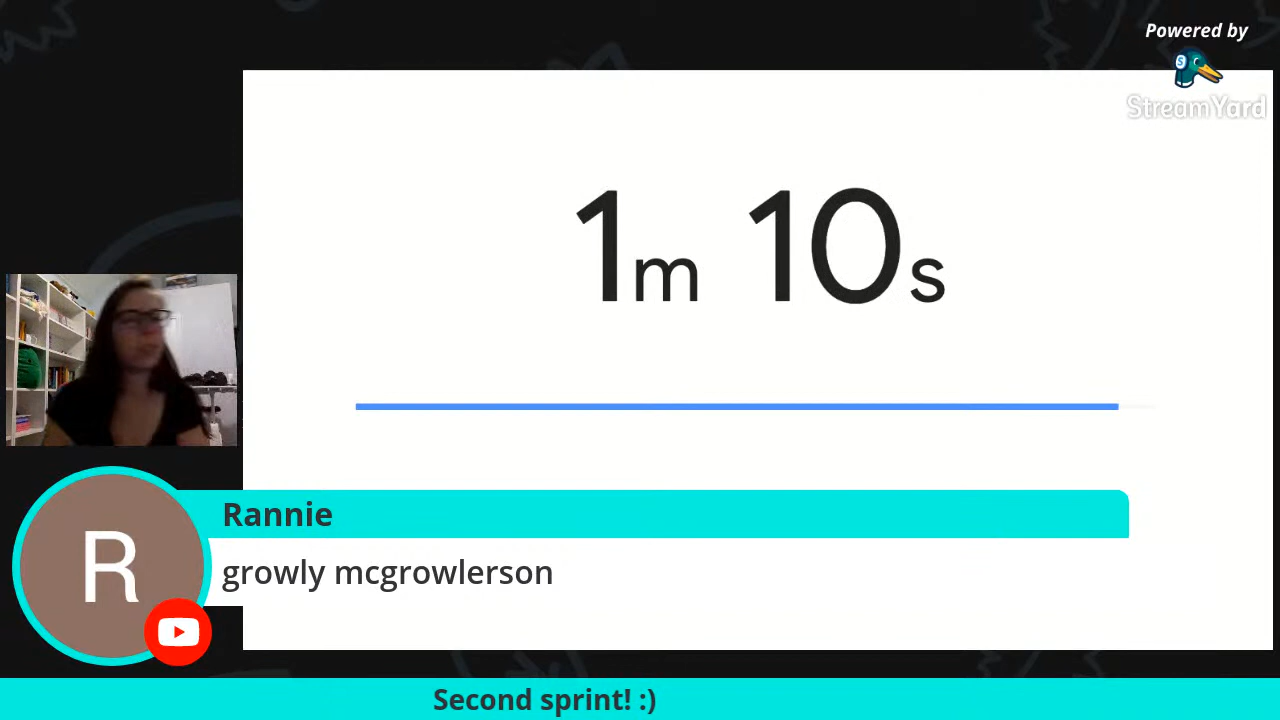 Powered by
StreamYard
1m 10s
R
Rannie
growly mcgrowlerson
Second sprint! :)